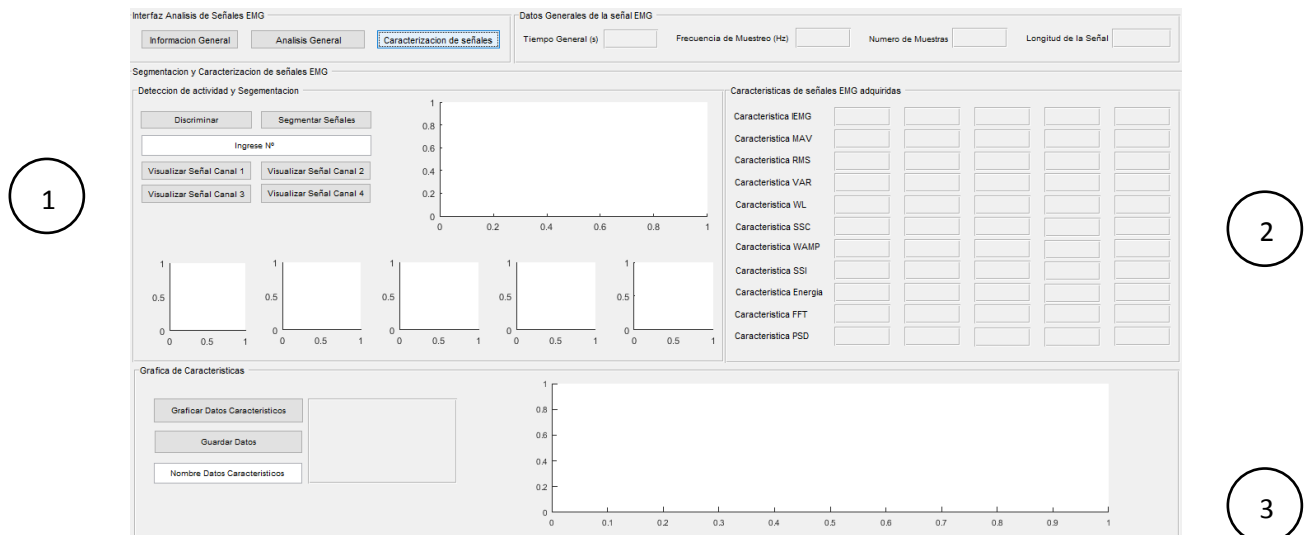 Interfaz Analisis de Señales EMG
Informacion General
Analisis General
Caracterizacion de señales
Datos Generales de la señal EMG
Tiempo General (s)
Frecuencia de Muestreo (Hz)
Numero de Muestras
Longitud de la Señal
Segmentacion y Caracterizacion de señales EMG
Deteccion de actividad y Segementacion
Discriminar
Segmentar Señales
Ingrese Nº
Visualizar Señal Canal 1
Visualizar Señal Canal 2
Visualizar Señal Canal 3
Visualizar Señal Canal 4
1
0.8
0.6
0.4
0.2
0
0 0.2 0.4 0.6 0.8 1
1
0.5
0
0 0.5 1
1
0.5
0
0 0.5 1
1
0.5
0
0 0.5 1
1
0.5
0
0 0.5 1
1
0.5
0
0 0.5 1
Caracteristicas de señales EMG adquiridas
Caracteristica IEMG
Caracteristica MAV
Caracteristica RMS
Caracteristica VAR
Caracteristica WL
Caracteristica SSC
Caracteristica WAMP
Caracteristica SSI
Caracteristica Energia
Caracteristica FFT
Caracteristica PSD
Grafica de Caracteristicas
Graficar Datos Caracteristicos
Guardar Datos
Nombre Datos Caracteristicos
1
0.8
0.6
0.4
0.2
0
0 0.1 0.2 0.3 0.4 0.5 0.6 0.7 0.8 0.9 1
1
2
3